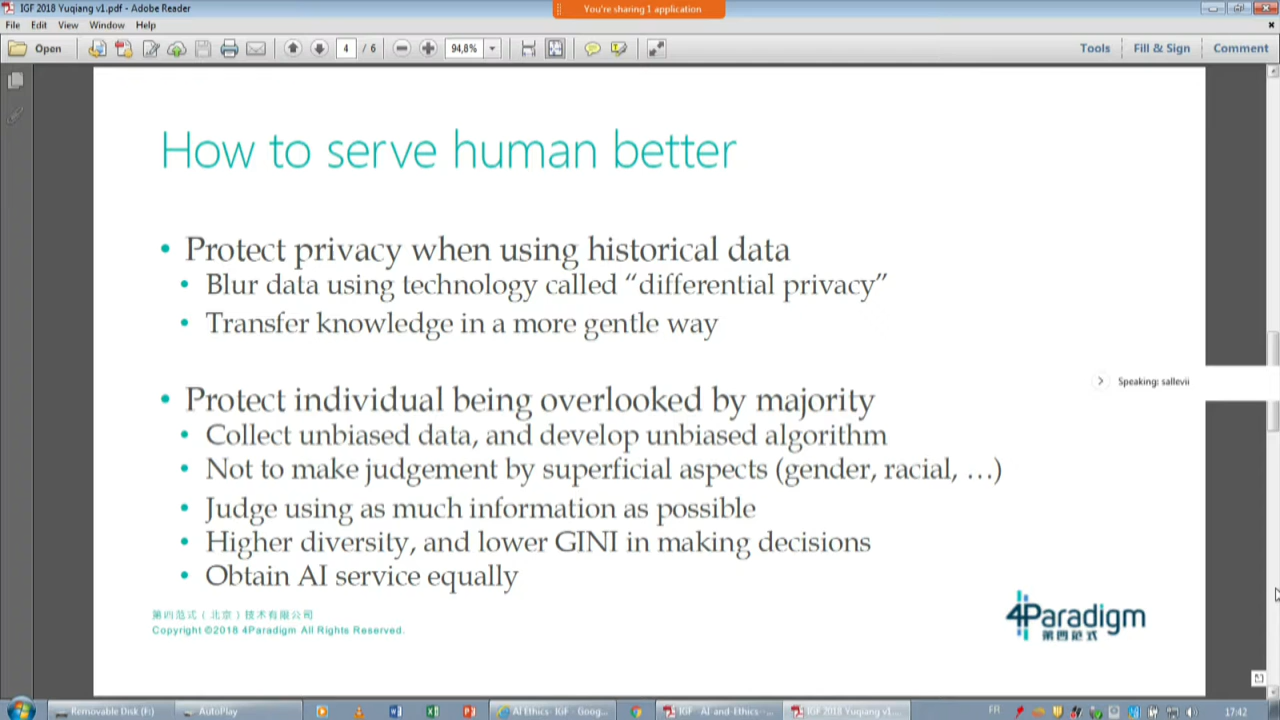 IGF 2018 Yuqiang v1.pdf - Adobe Reader
You're sharing 1 application
File Edit View Window Help
Open 4 / 6 94,8% Tools Fill & Sign Comment
How to serve human better
• Protect privacy when using historical data
• Blur data using technology called “differential privacy”
• Transfer knowledge in a more gentle way
Speaking: sallevii
• Protect individual being overlooked by majority
• Collect unbiased data, and develop unbiased algorithm
• Not to make judgement by superficial aspects (gender, racial, …)
• Judge using as much information as possible
• Higher diversity, and lower GINI in making decisions
• Obtain AI service equally
第四范式（北京）技术有限公司
Copyright ©2018 4Paradigm All Rights Reserved.
4Paradigm
第四范式
Removable Disk (F:) AutoPlay AI Ethics- IGF - Goog... IGF - AI and-Ethics -... IGF 2018 Yuqiang v1... FR 17:42